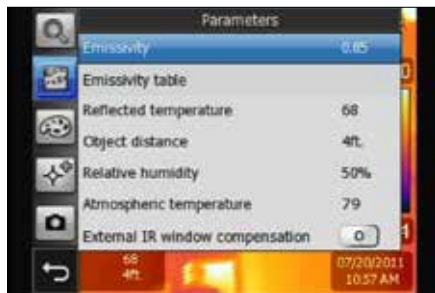 Parameters
Emissivity 0.85
Emissivity table
Reflected temperature 68
Object distance 4ft.
Relative humidity 50%
Atmospheric temperature 79
External IR window compensation
68
4ft.
07/20/2011
10:57 AM